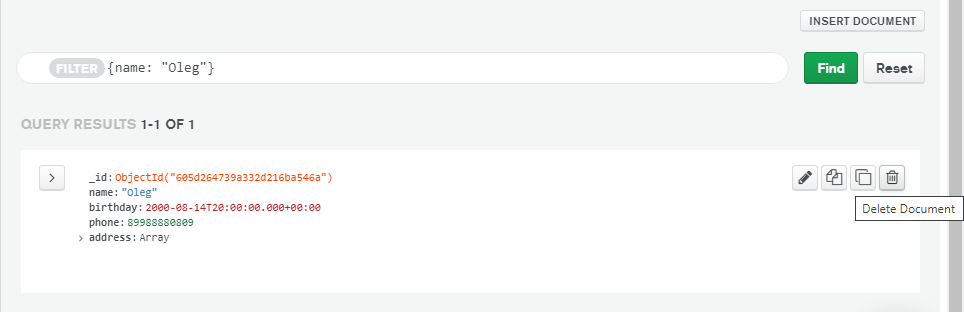 INSERT DOCUMENT
FILTER {name: "Oleg"}
Find
Reset
QUERY RESULTS 1-1 OF 1
_id: ObjectId("605d264739a332d216ba546a")
name: "Oleg"
birthday: 2000-08-14T20:00:00.000+00:00
phone: 89988880809
address: Array
Delete Document